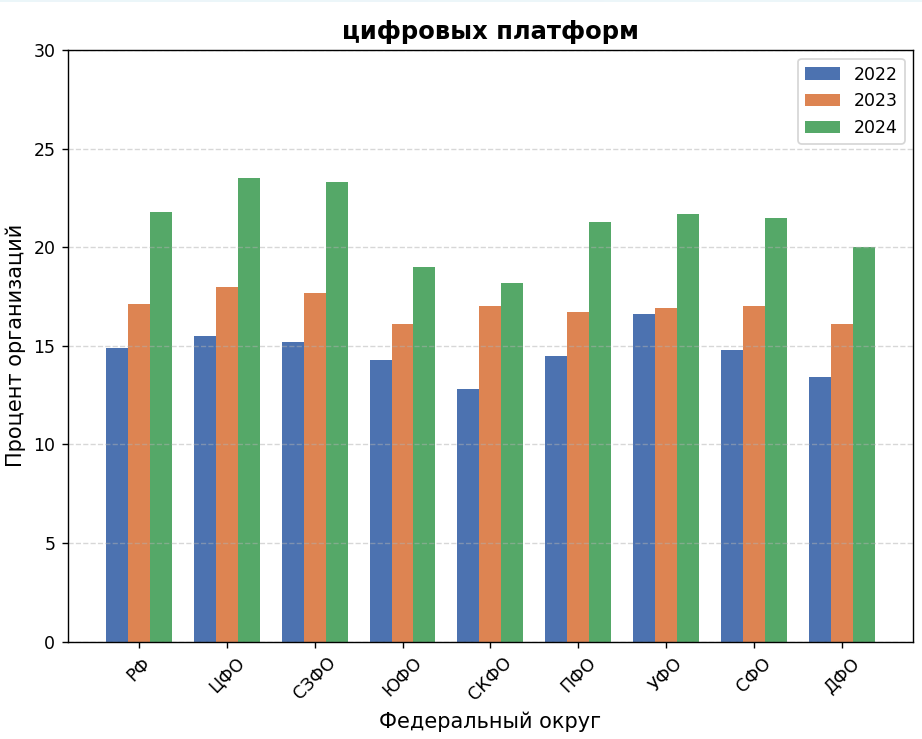 цифровых платформ
30
25
20
15
10
5
0
Процент организаций
2022
2023
2024
РФ
ЦФО
СЗФО
ЮФО
СКФО
ПФО
УФО
СФО
ДФО
Федеральный округ